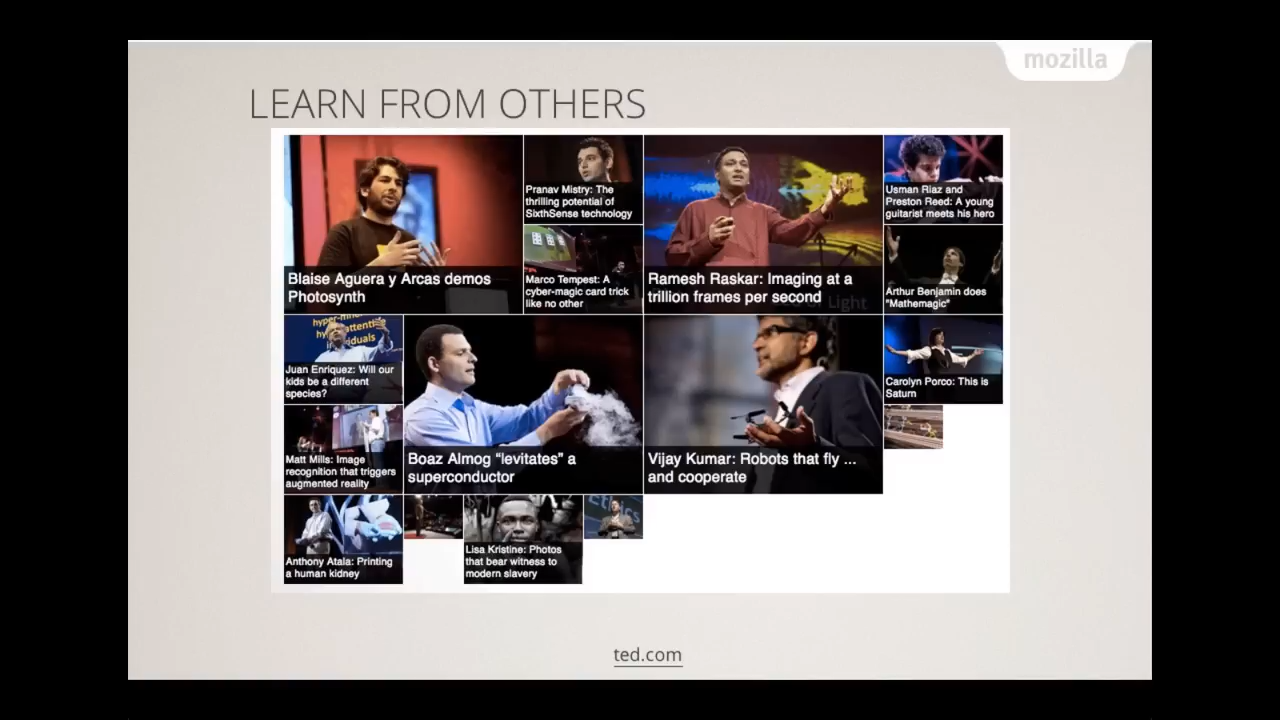 mozilla
LEARN FROM OTHERS
Blaise Aguera y Arcas demos
Photosynth
Pranav Mistry: The
thrilling potential of
SixthSense technology
Marco Tempest: A
cyber-magic card trick
like no other
Ramesh Raskar: Imaging at a
trillion frames per second
Light
Usman Riaz and
Preston Reed: A young
guitarist meets his hero
Arthur Benjamin does
"Mathemagic"
hyper-
individuals
Juan Enriquez: Will our
kids be a different
species?
Matt Mills: Image
recognition that triggers
augmented reality
Boaz Almog “levitates” a
superconductor
Vijay Kumar: Robots that fly ...
and cooperate
Carolyn Porco: This is
Saturn
Anthony Atala: Printing
a human kidney
Lisa Kristine: Photos
that bear witness to
modern slavery
Ethics
ted.com